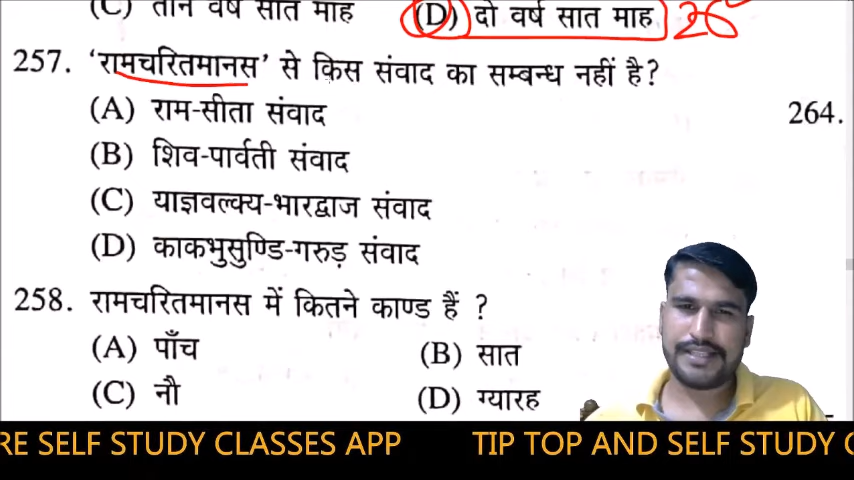 (C) तीन वर्ष सात माह (D) दो वर्ष सात माह 26
257. ‘रामचरितमानस’ से किस संवाद का सम्बन्ध नहीं है?
(A) राम-सीता संवाद
264.
(B) शिव-पार्वती संवाद
(C) याज्ञवल्क्य-भारद्वाज संवाद
(D) काकभुसुण्डि-गरुड़ संवाद
258. रामचरितमानस में कितने काण्ड हैं ?
(A) पाँच (B) सात
(C) नौ (D) ग्यारह
RE SELF STUDY CLASSES APP TIP TOP AND SELF STUDY